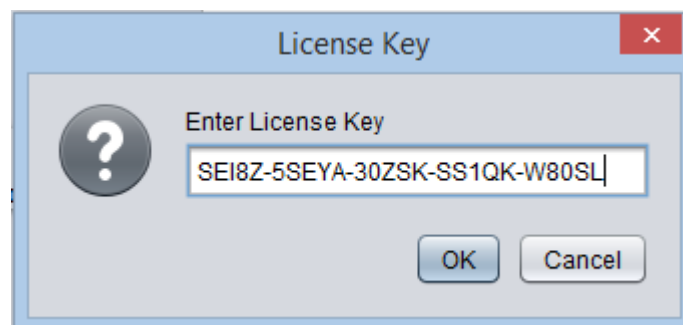 License Key
Enter License Key
SEI8Z-5SEYA-30ZSK-SS1QK-W80SL
OK Cancel